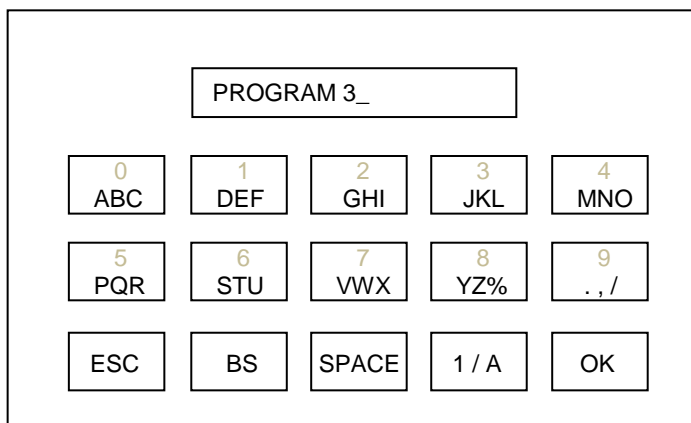 PROGRAM 3_
0 1 2 3 4
ABC DEF GHI JKL MNO
5 6 7 8 9
PQR STU VWX YZ% . , /
ESC BS SPACE 1 / A OK